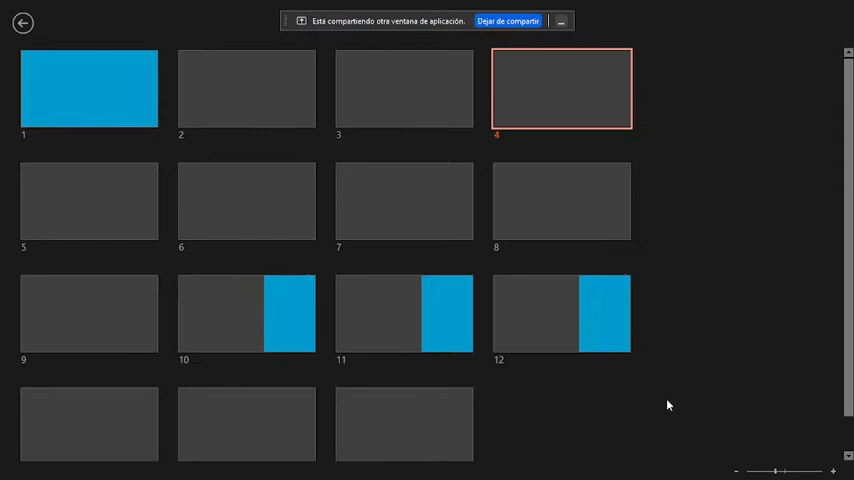 Está compartiendo otra ventana de aplicación. Dejar de compartir
1 2 3 4
5 6 7 8
9 10 11 12